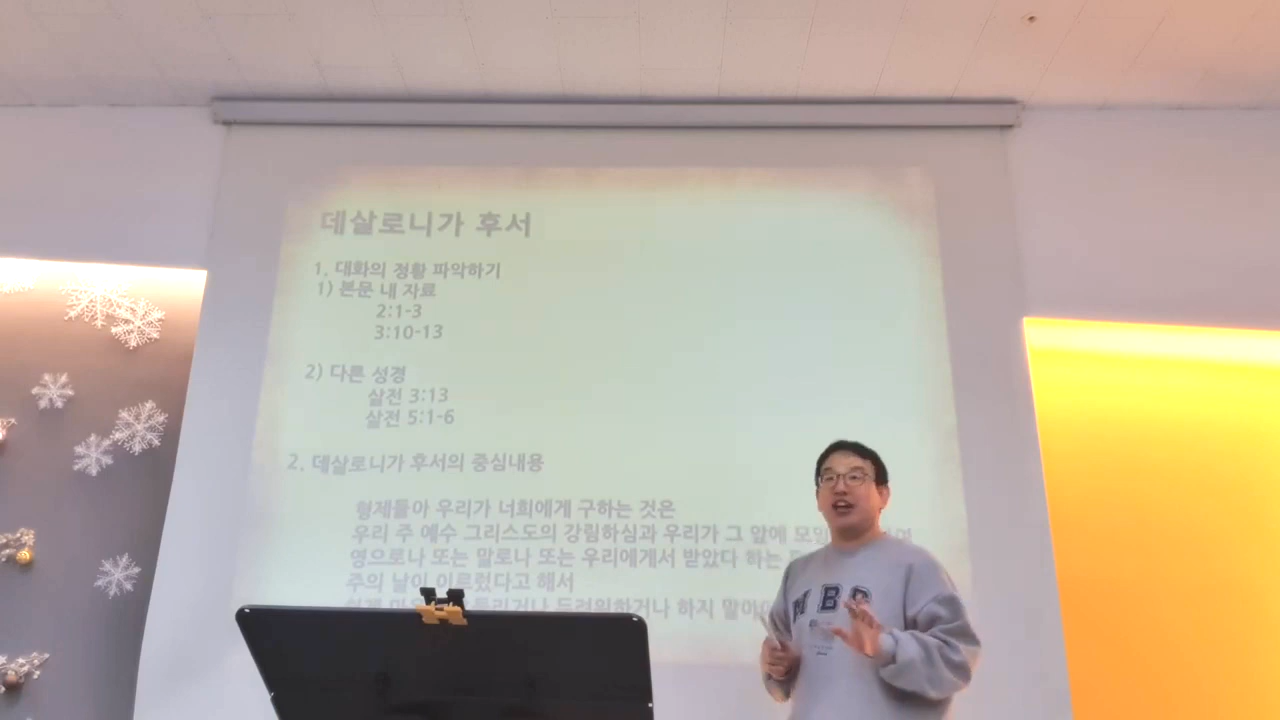 데살로니가 후서
1. 대화의 정황 파악하기
1) 본문 내 자료
2:1-3
3:10-13
2) 다른 성경
살전 3:13
살전 5:1-6
2. 데살로니가 후서의 중심내용
형제들아 우리가 너희에게 구하는 것은
우리 주 예수 그리스도의 강림하심과 우리가 그 앞에
영으로나 또는 말로나 또는 우리에게서 받았다 하는
주의 날이 이르렀다고 해서
두려워하거나 하지 말아야